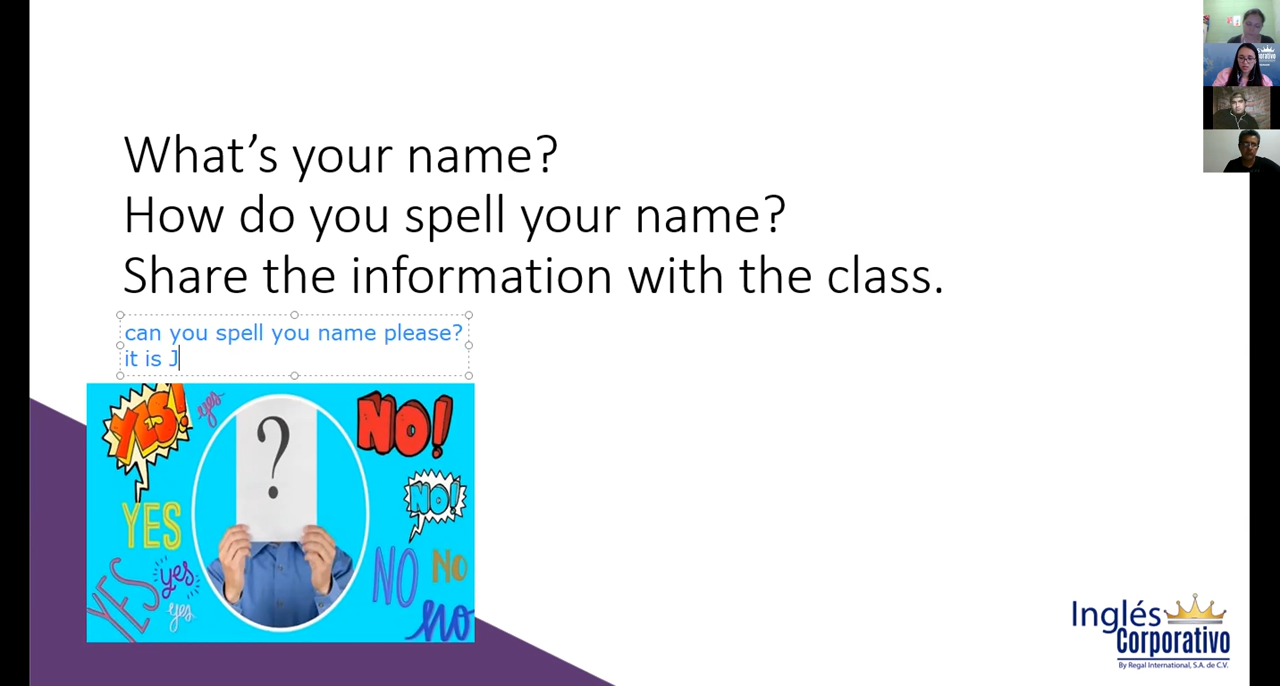 What's your name?
How do you spell your name?
Share the information with the class.
can you spell you name please?
it is J
YES!
yes
NO!
?
NO!
YES
NO
No
YES
yes
yes
no
Inglés
Corporativo
By Regal International, S.A. de C.V.